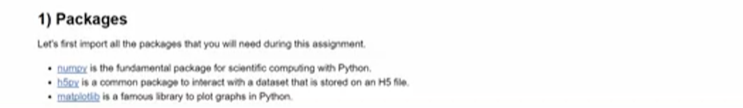 1) Packages
Let's first import all the packages that you will need during this assignment.
• numpy is the fundamental package for scientific computing with Python.
• h5py is a common package to interact with a dataset that is stored on an H5 file.
• matplotlib is a famous library to plot graphs in Python.